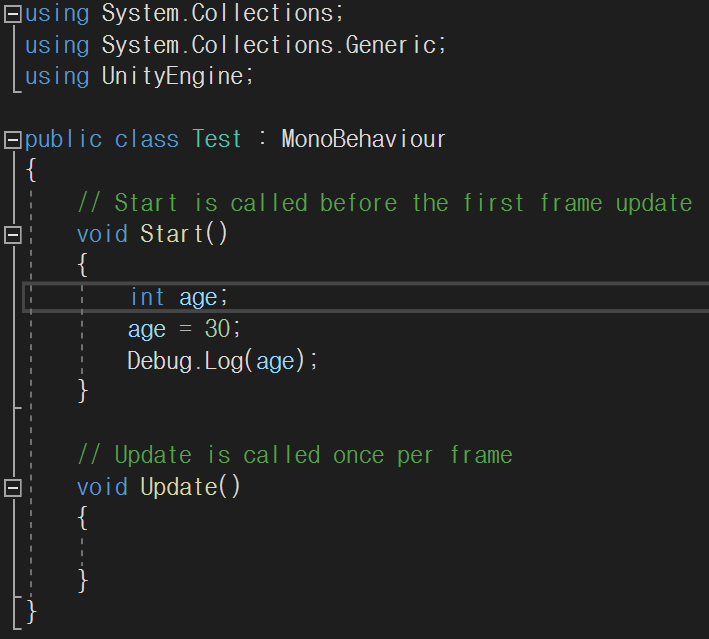 using System.Collections;
using System.Collections.Generic;
using UnityEngine;
public class Test : MonoBehaviour
{
// Start is called before the first frame update
void Start()
{
int age;
age = 30;
Debug.Log(age);
}
// Update is called once per frame
void Update()
{
}
}